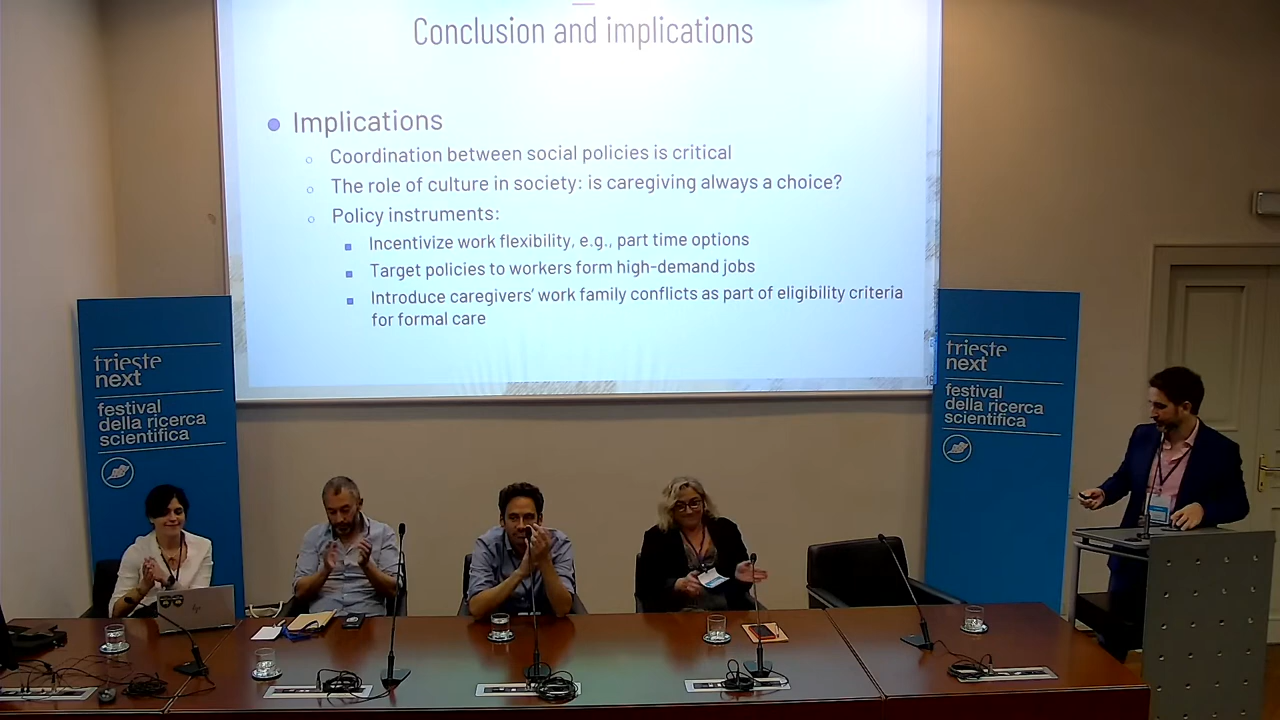 Conclusion and implications
Implications
Coordination between social policies is critical
The role of culture in society: is caregiving always a choice?
Policy instruments:
Incentivize work flexibility, e.g., part time options
Target policies to workers form high-demand jobs
Introduce caregivers' work family conflicts as part of eligibility criteria
for formal care
trieste
next
festival
della ricerca
scientifica
trieste
next
festival
della ricerca
scientifica
hp